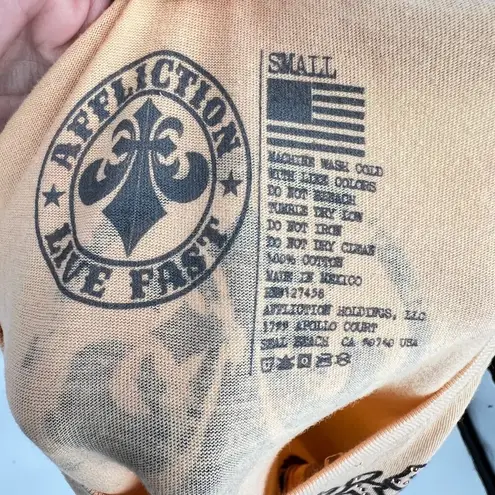 AFFLICTION
LIVE FAST
SMALL
MACHINE WASH COLD
WITH LIKE COLORS
DO NOT BLEACH
TUMBLE DRY LOW
DO NOT IRON
DO NOT DRY CLEAN
100% COTTON
MADE IN MEXICO
RN#127458
AFFLICTION HOLDINGS, LLC
1799 APOLLO COURT
SEAL BEACH CA 90740 USA